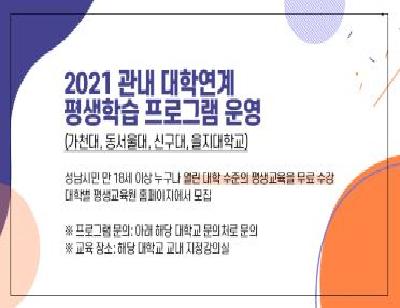 2021 관내 대학연계
평생학습 프로그램 운영
(가천대, 동서울대, 신구대, 을지대학교)
성남시민 만 18세 이상 누구나 열린 대학 수준의 평생교육을 무료 수강
대학별 평생교육원 홈페이지에서 모집
※ 프로그램 문의: 아래 해당 대학교 문의처로 문의
※ 교육 장소: 해당 대학교 교내 지정강의실